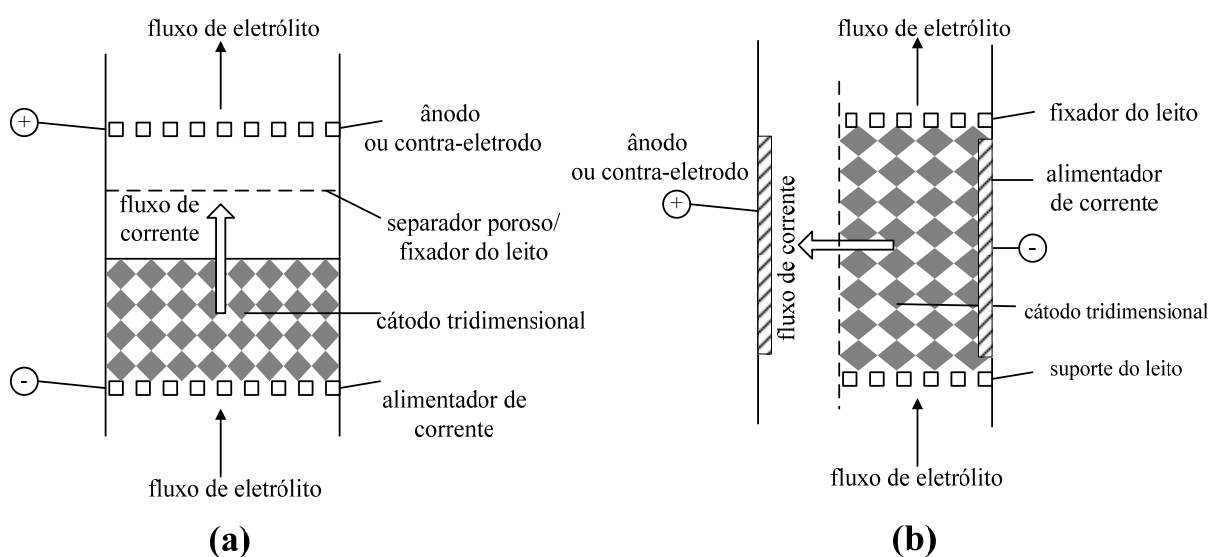 fluxo de eletrólito
+
ânodo
ou contra-eletrodo
fluxo de
corrente
separador poroso/
fixador do leito
cátodo tridimensional
-
alimentador de
corrente
fluxo de eletrólito
(a)
fluxo de eletrólito
fixador do leito
ânodo
ou contra-eletrodo
+
alimentador
de corrente
fluxo de corrente
-
cátodo tridimensional
suporte do leito
fluxo de eletrólito
(b)